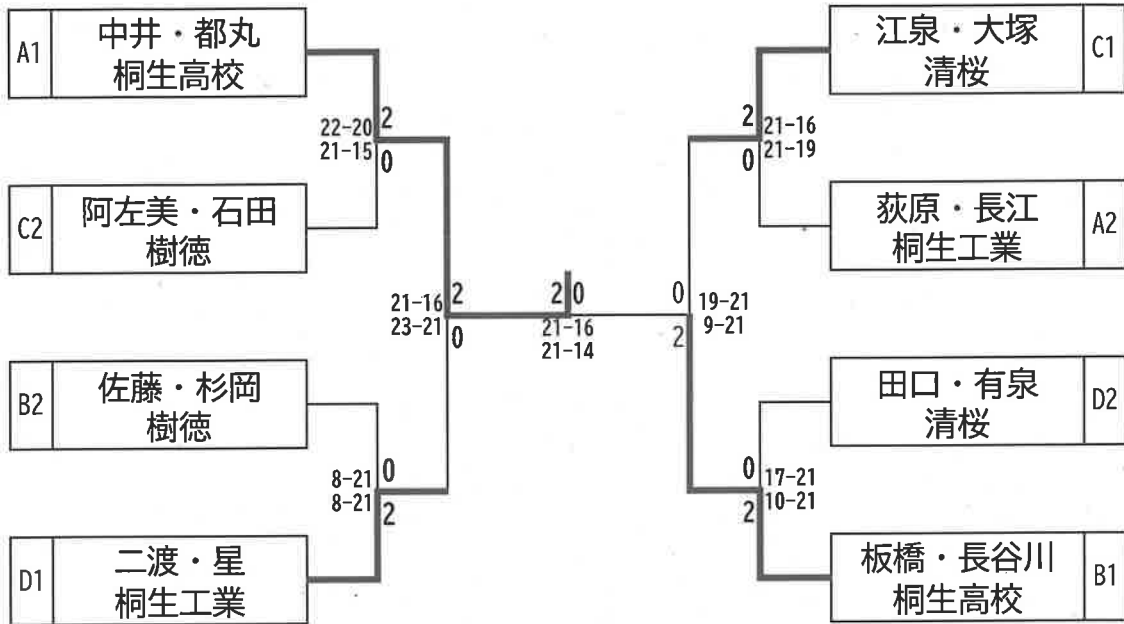 A1
中井・都丸
桐生高校
22-20 2
21-15 0
C2
阿左美・石田
樹徳
21-16 2
23-21 0
B2
佐藤・杉岡
樹徳
8-21 0
8-21 2
D1
二渡・星
桐生工業
2 0
21-16
21-14
江泉・大塚
清桜
C1
2 21-16
0 21-19
荻原・長江
桐生工業
A2
0 19-21
2 9-21
田口・有泉
清桜
D2
0 17-21
2 10-21
板橋・長谷川
桐生高校
B1